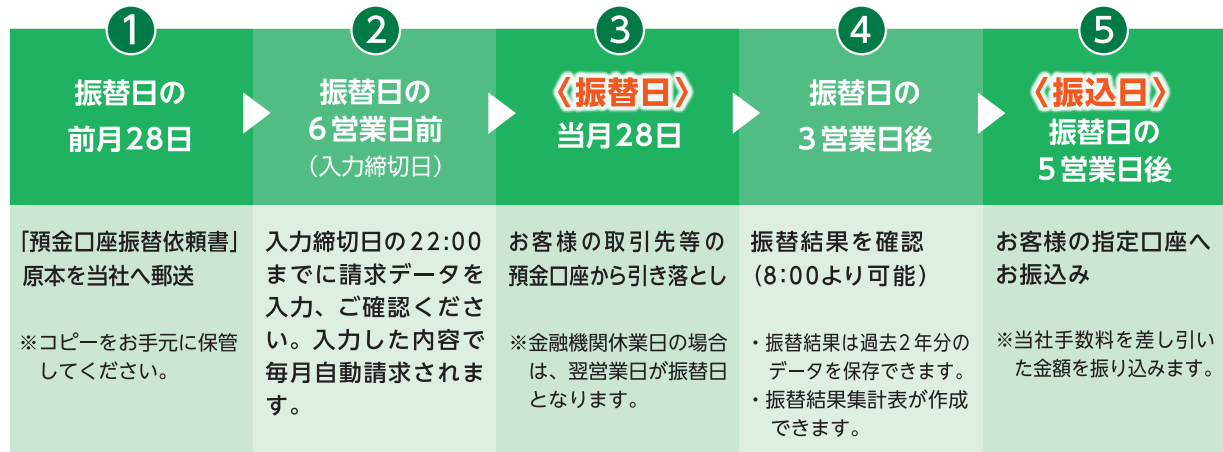 1
振替日の
前月28日
「預金口座振替依頼書」
原本を当社へ郵送
※コピーをお手元に保管
してください。
2
振替日の
6営業日前
(入力締切日)
入力締切日の22:00
までに請求データを
入力、ご確認くださ
い。入力した内容で
毎月自動請求されま
す。
3
〈振替日〉
当月28日
お客様の取引先等の
預金口座から引き落とし
※金融機関休業日の場合
は、翌営業日が振替日
となります。
4
振替日の
3営業日後
振替結果を確認
(8:00より可能)
・振替結果は過去2年分の
データを保存できます。
・振替結果集計表が作成
できます。
5
〈振込日〉
振替日の
5営業日後
お客様の指定口座へ
お振込み
※当社手数料を差し引い
た金額を振り込みます。